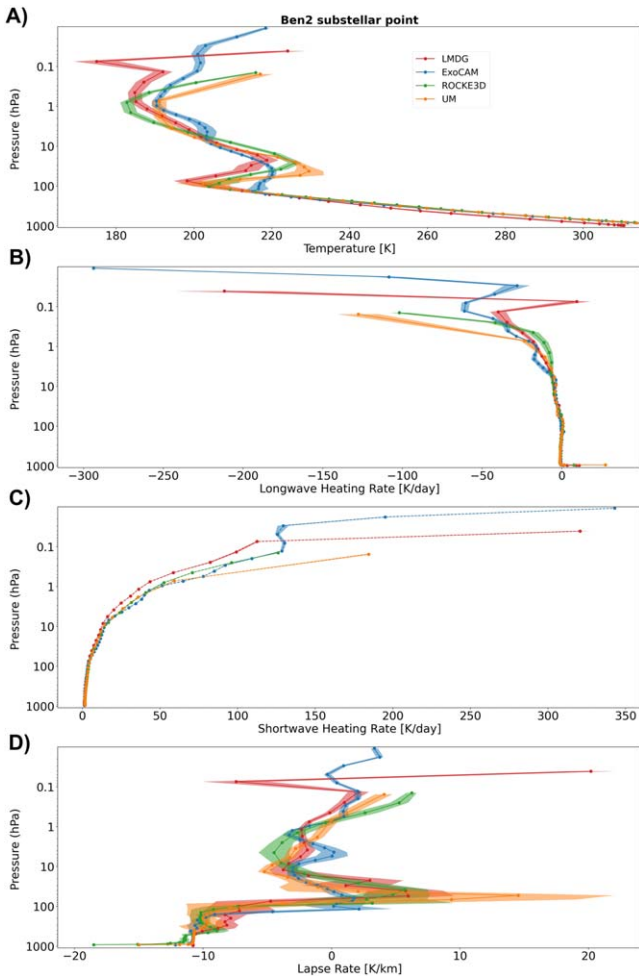 Ben2 substellar point
A)
LMDG
ExoCAM
ROCKE3D
UM
0.1
1
10
100
1000
Pressure (hPa)
180 200 220 240 260 280 300
Temperature [K]
B)
0.1
1
10
100
1000
Pressure (hPa)
−300 −250 −200 −150 −100 −50 0
Longwave Heating Rate [K/day]
C)
0.1
1
10
100
1000
Pressure (hPa)
0 50 100 150 200 250 300 350
Shortwave Heating Rate [K/day]
D)
0.1
1
10
100
1000
Pressure (hPa)
−20 −10 0 10 20
Lapse Rate [K/km]